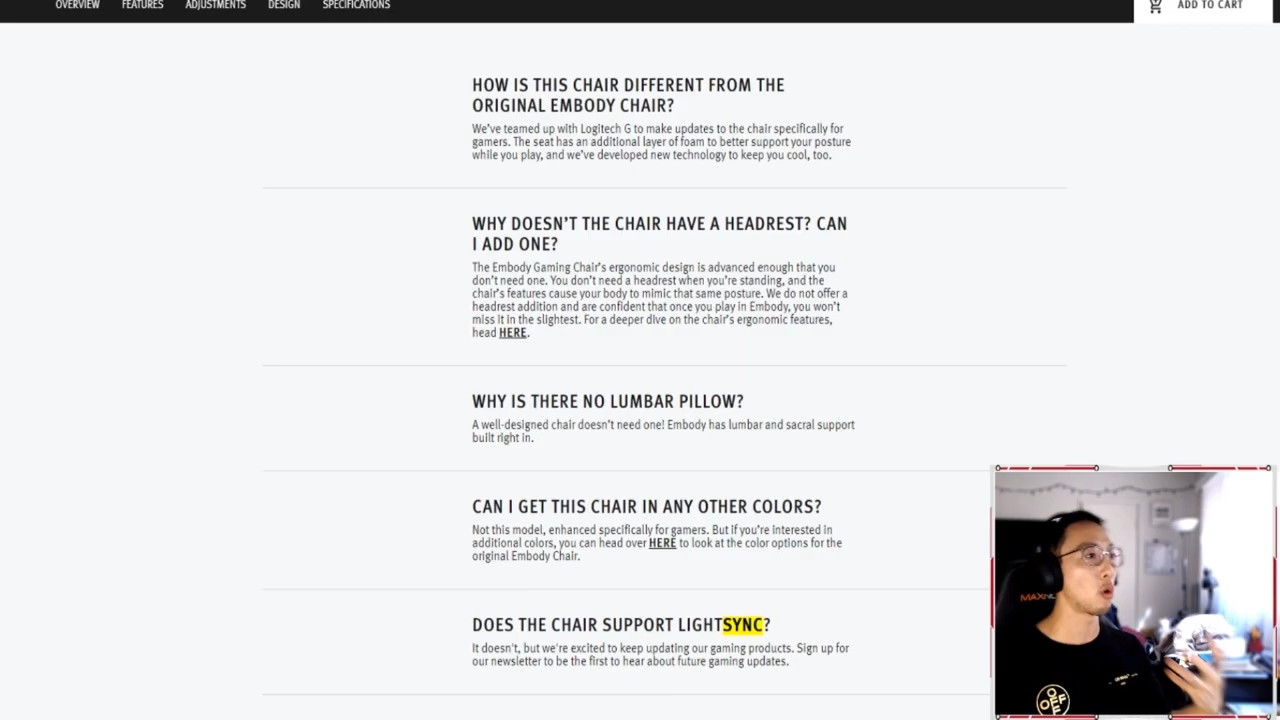 OVERVIEW FEATURES ADJUSTMENTS DESIGN SPECIFICATIONS ADD TO CART
HOW IS THIS CHAIR DIFFERENT FROM THE
ORIGINAL EMBODY CHAIR?
We've teamed up with Logitech G to make updates to the chair specifically for
gamers. The seat has an additional layer of foam to better support your posture
while you play, and we've developed new technology to keep you cool, too.
WHY DOESN'T THE CHAIR HAVE A HEADREST? CAN
I ADD ONE?
The Embody Gaming Chair's ergonomic design is advanced enough that you
don't need one. You don't need a headrest when you're standing, and the
chair's features cause your body to mimic that same posture. We do not offer a
headrest addition and are confident that once you play in Embody, you won't
miss it in the slightest. For a deeper dive on the chair's ergonomic features,
head HERE.
WHY IS THERE NO LUMBAR PILLOW?
A well-designed chair doesn't need one! Embody has lumbar and sacral support
built right in.
CAN I GET THIS CHAIR IN ANY OTHER COLORS?
Not this model, enhanced specifically for gamers. But if you're interested in
additional colors, you can head over HERE to look at the color options for the
original Embody Chair.
DOES THE CHAIR SUPPORT LIGHTSYNC?
It doesn't, but we're excited to keep updating our gaming products. Sign up for
our newsletter to be the first to hear about future gaming updates.
OFF